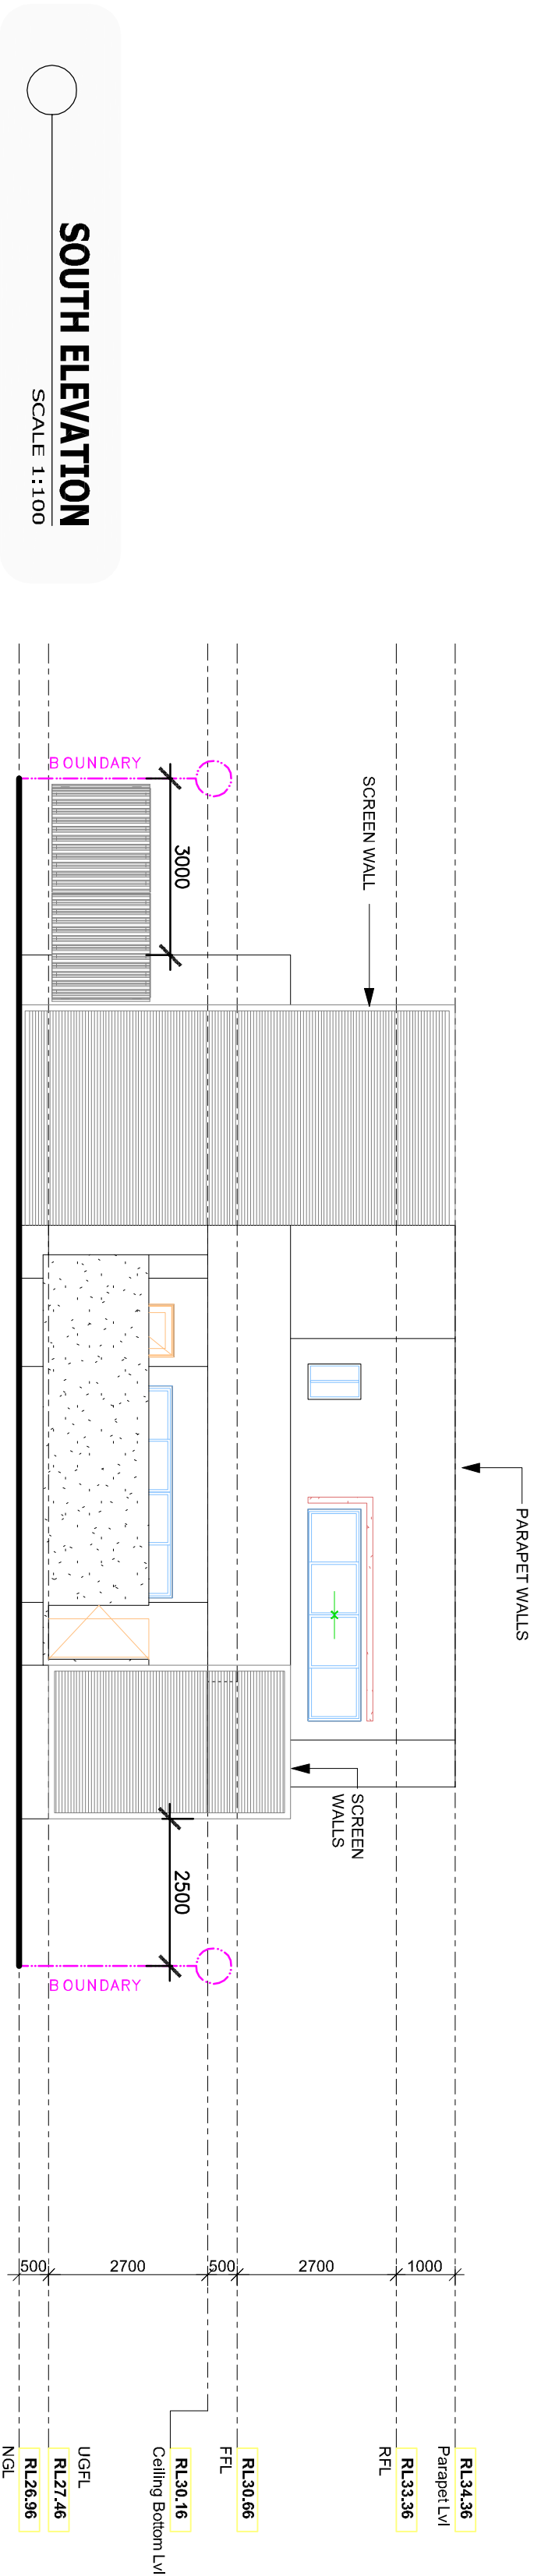 PARAPET WALLS
SCREEN WALL
SCREEN
WALLS
BOUNDARY
3000
2500
BOUNDARY
1000
2700
500
2700
500
RL34.36
Parapet Lvl
RL33.36
RFL
RL30.66
FFL
RL30.16
Ceiling Bottom Lvl
UGFL
RL27.46
RL26.96
NGL
SOUTH ELEVATION
SCALE 1:100